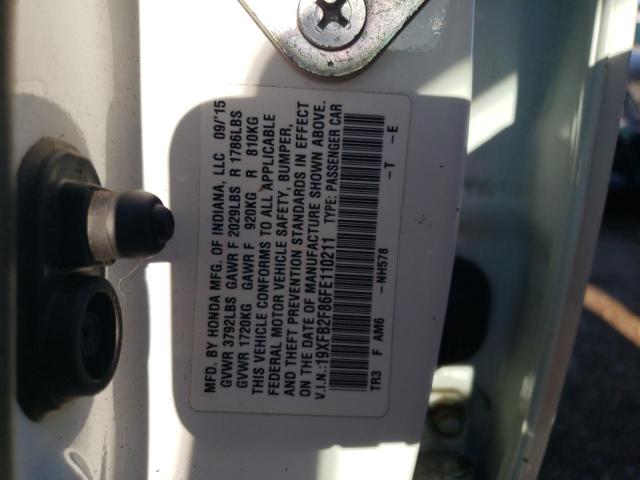 MFD. BY HONDA MFG. OF INDIANA, LLC 09/15
GVWR 3792LBS GAWR F 2029LBS R 1786LBS
GVWR 1720KG GAWR F 920KG R 810KG
THIS VEHICLE CONFORMS TO ALL APPLICABLE
FEDERAL MOTOR VEHICLE SAFETY, BUMPER,
AND THEFT PREVENTION STANDARDS IN EFFECT
ON THE DATE OF MANUFACTURE SHOWN ABOVE.
V.I.N.: 19XFB2F86FE110211 TYPE: PASSENGER CAR
TR3 F AM6 -NH578 -T -E